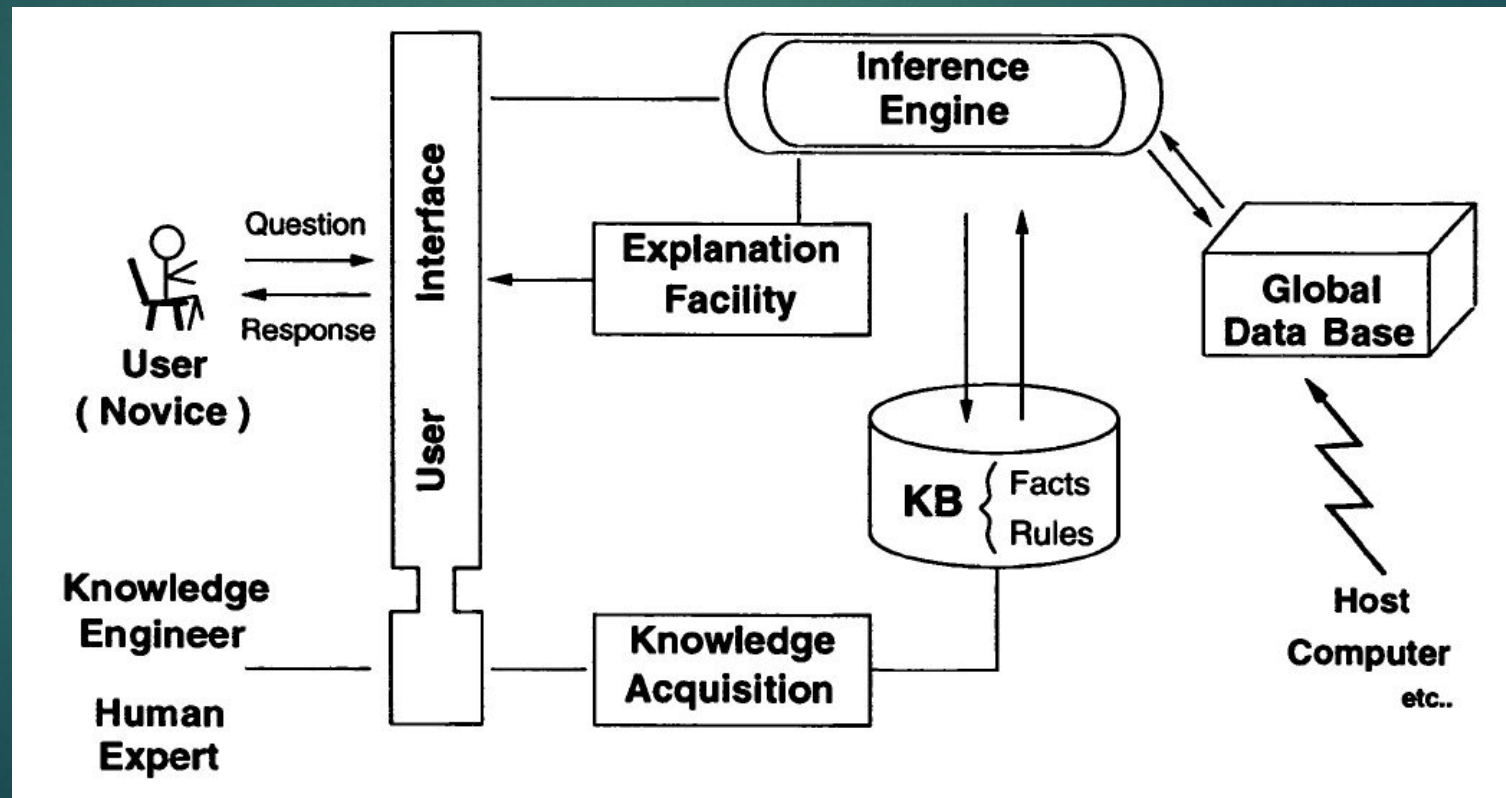 Inference
Engine
Question
Response
User
( Novice )
User Interface
Explanation
Facility
Global
Data Base
KB
Facts
Rules
Knowledge
Engineer
Human
Expert
Knowledge
Acquisition
Host
Computer
etc..